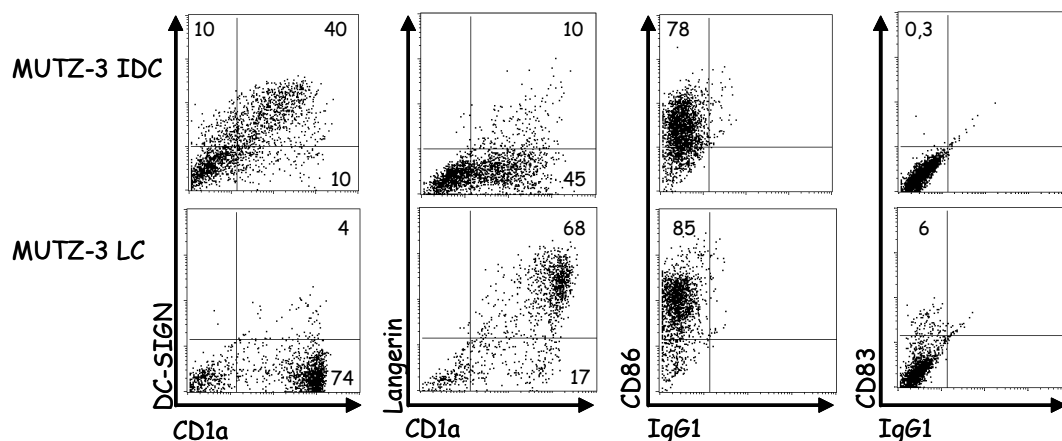 10 40 10 78 0,3
MUTZ-3 IDC
10 45
4 68 85 6
MUTZ-3 LC
DC-SIGN
Langerin
CD86
CD83
74 17
CD1a CD1a IgG1 IgG1